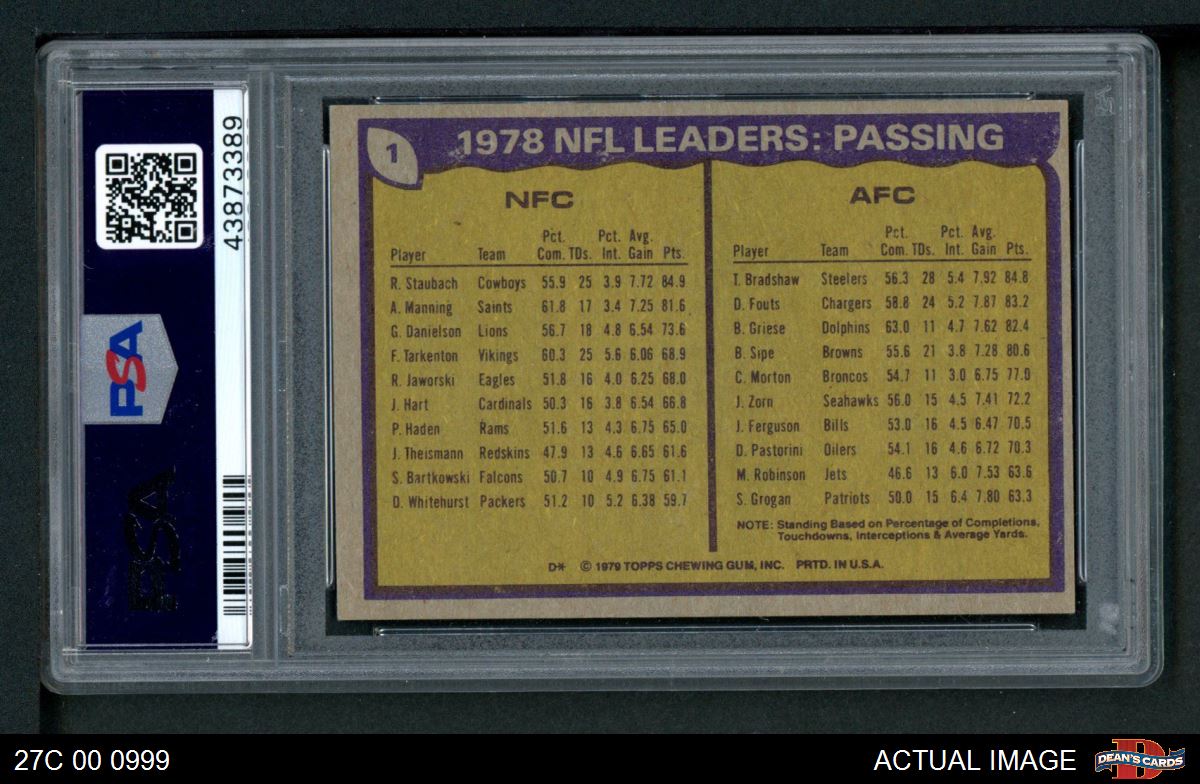 43873389
PSA
PSA
1
1978 NFL LEADERS: PASSING
NFC
Pct. Pct. Avg.
Player Team Com. TDs. Int. Gain Pts.
R. Staubach Cowboys 55.9 25 3.9 7.72 84.9
A. Manning Saints 61.8 17 3.4 7.25 81.6
G. Danielson Lions 56.7 18 4.8 6.54 73.6
F. Tarkenton Vikings 60.3 25 5.6 6.06 68.9
R. Jaworski Eagles 51.8 16 4.0 6.25 68.0
J. Hart Cardinals 50.3 16 3.8 6.54 66.8
P. Haden Rams 51.6 13 4.3 6.75 65.0
J. Theismann Redskins 47.9 13 4.6 6.65 61.6
S. Bartkowski Falcons 50.7 10 4.9 6.75 61.1
D. Whitehurst Packers 51.2 10 5.2 6.38 59.7
AFC
Pct. Pct. Avg.
Player Team Com. TDs. Int. Gain Pts.
T. Bradshaw Steelers 56.3 28 5.4 7.92 84.8
D. Fouts Chargers 58.8 24 5.2 7.87 83.2
B. Griese Dolphins 63.0 11 4.7 7.62 82.4
B. Sipe Browns 55.6 21 3.8 7.28 80.6
C. Morton Broncos 54.7 11 3.0 6.75 77.0
J. Zorn Seahawks 56.0 15 4.5 7.41 72.2
J. Ferguson Bills 53.0 16 4.5 6.47 70.5
D. Pastorini Oilers 54.1 16 4.6 6.72 70.3
M. Robinson Jets 46.6 13 6.0 7.53 63.6
S. Grogan Patriots 50.0 15 6.4 7.80 63.3
NOTE: Standing Based on Percentage of Completions,
Touchdowns, Interceptions & Average Yards.
D* © 1979 TOPPS CHEWING GUM, INC. PRTD. IN U.S.A.
27C 00 0999
ACTUAL IMAGE
D
DEAN'S CARDS